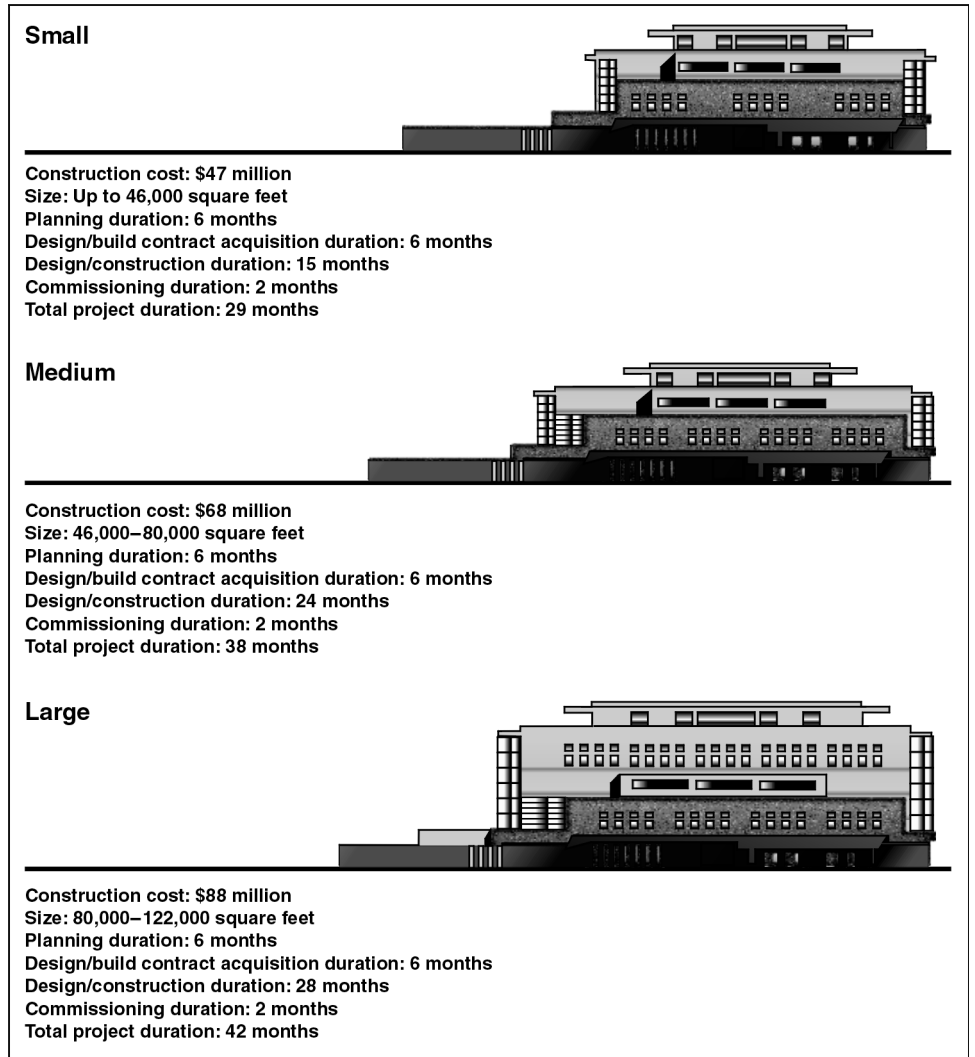 Small
Construction cost: $47 million
Size: Up to 46,000 square feet
Planning duration: 6 months
Design/build contract acquisition duration: 6 months
Design/construction duration: 15 months
Commissioning duration: 2 months
Total project duration: 29 months
Medium
Construction cost: $68 million
Size: 46,000–80,000 square feet
Planning duration: 6 months
Design/build contract acquisition duration: 6 months
Design/construction duration: 24 months
Commissioning duration: 2 months
Total project duration: 38 months
Large
Construction cost: $88 million
Size: 80,000–122,000 square feet
Planning duration: 6 months
Design/build contract acquisition duration: 6 months
Design/construction duration: 28 months
Commissioning duration: 2 months
Total project duration: 42 months